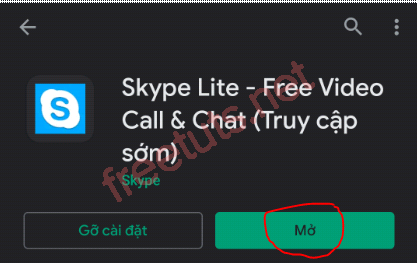 Skype Lite - Free Video
Call & Chat (Truy cập
sớm)
Skype
Gỡ cài đặt
Mở
freetuts.net